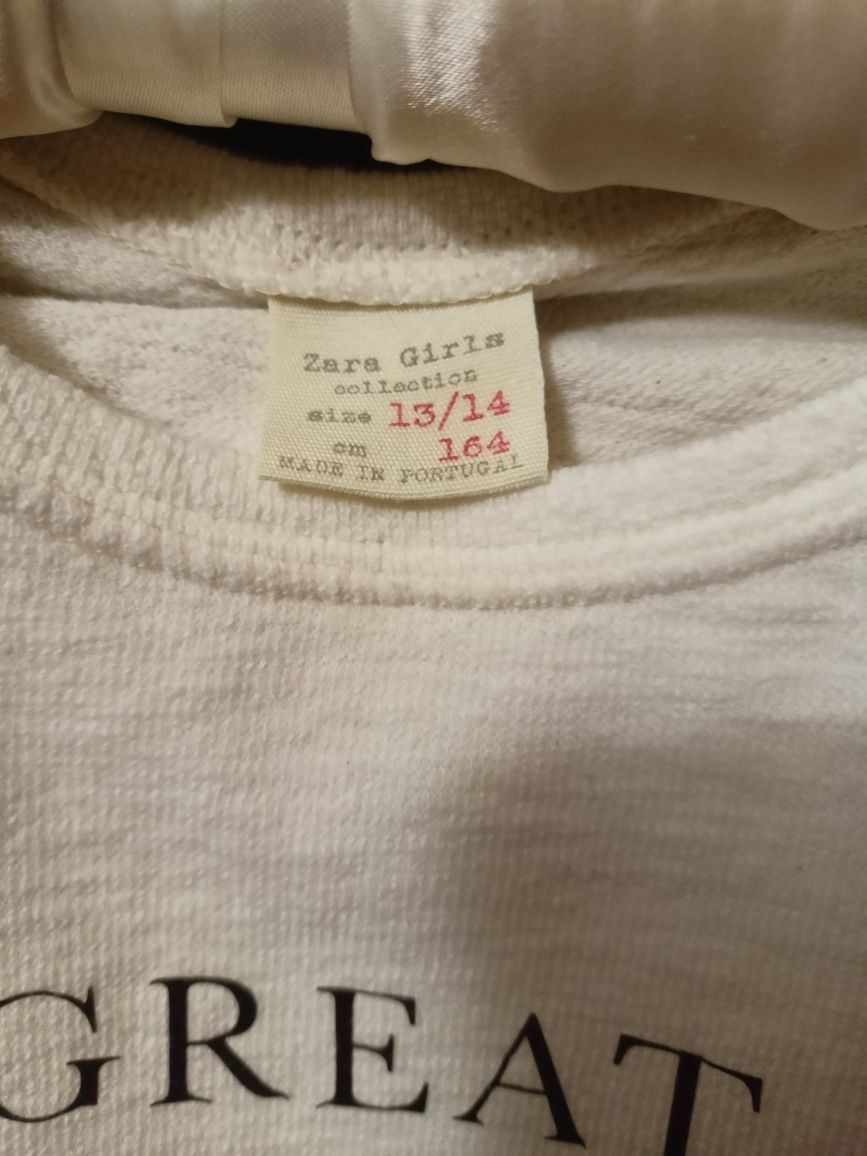 Zara Girls
collection
size 13/14
cm 164
MADE IN PORTUGAL
GREAT